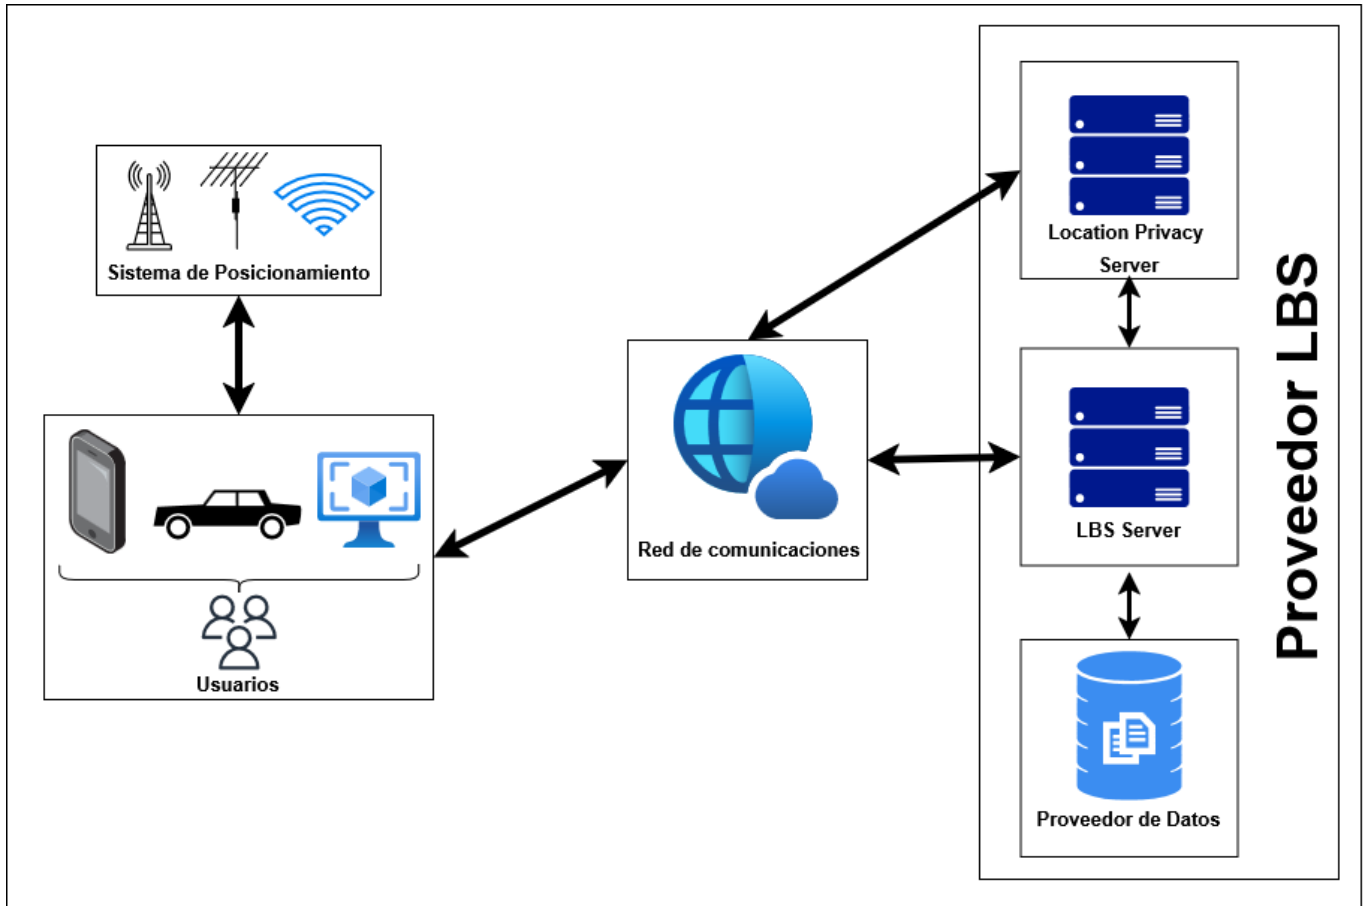 Sistema de Posicionamiento
Usuarios
Red de comunicaciones
Location Privacy
Server
LBS Server
Proveedor de Datos
Proveedor LBS